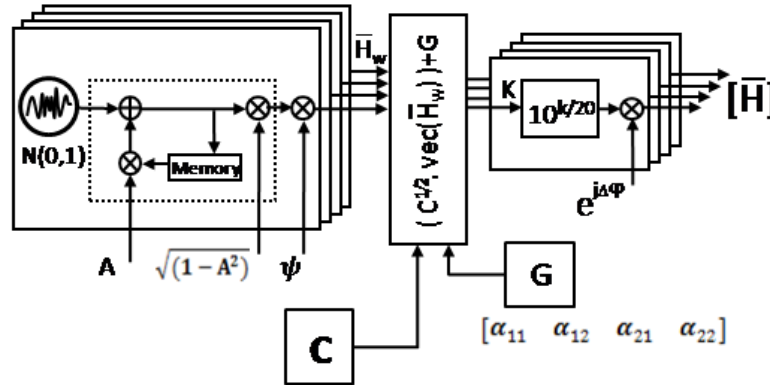 H̅w
N(0,1)
Memory
A
√(1 − A²)
ψ
( C^1/2, vec(H̅w) )+G
K
10^k/20
e^jΔφ
[H̅]
G
[α₁₁ α₁₂ α₂₁ α₂₂]
C